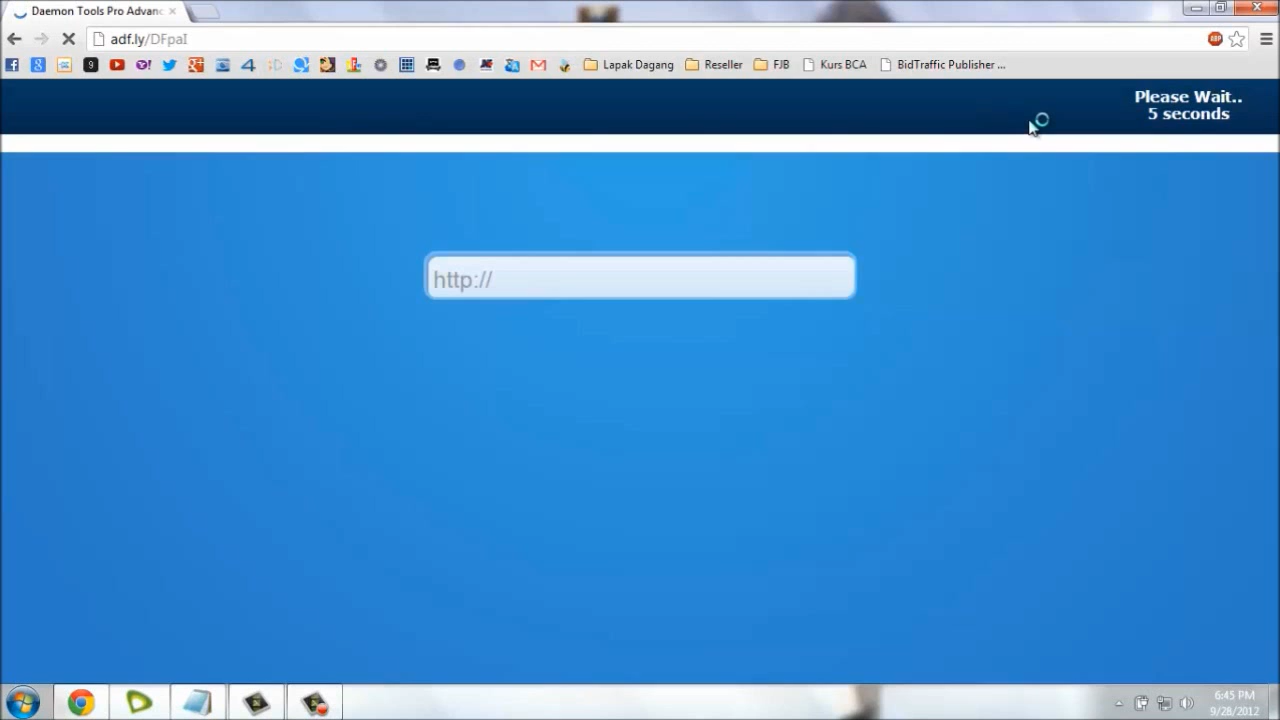 Daemon Tools Pro Advanc
adf.ly/DFpaI
ABP
Lapak Dagang
Reseller
FJB
Kurs BCA
BidTraffic Publisher ...
Please Wait..
5 seconds
http://
6:45 PM
9/28/2012